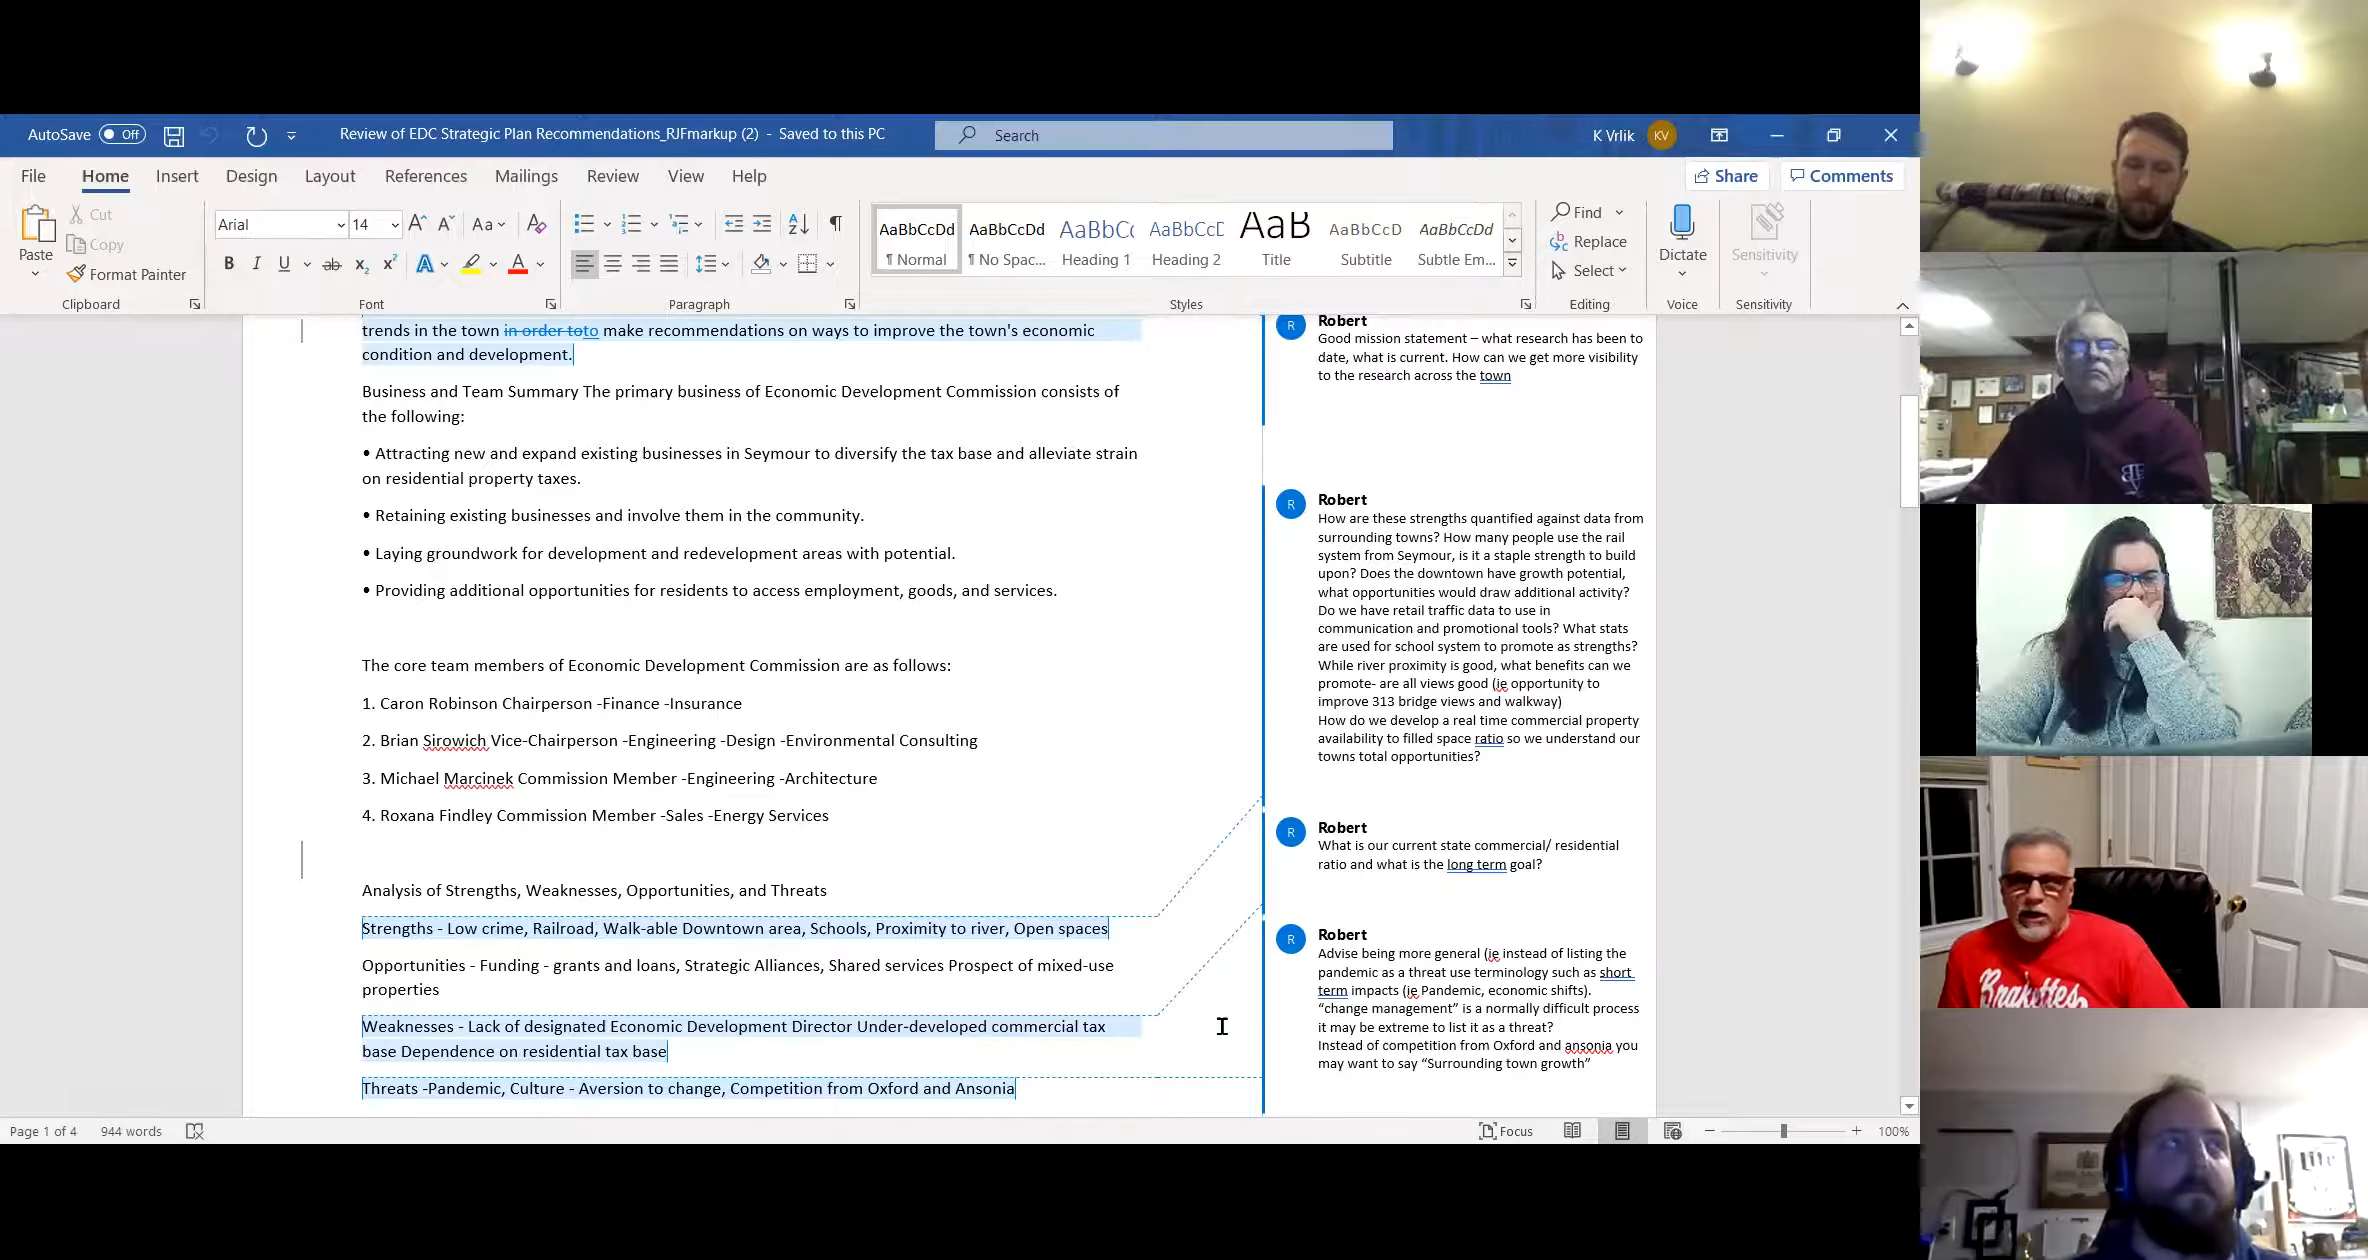 AutoSave Off Review of EDC Strategic Plan Recommendations_RJFmarkup (2) - Saved to this PC Search K Vrlik KV
File Home Insert Design Layout References Mailings Review View Help Share Comments
Paste
Cut
Copy
Format Painter
Clipboard
Arial 14
Aa
B I U ab x₂ x² A A
Font
Paragraph
AaBbCcDd AaBbCcDd AaBbCc AaBbCcE AaB AaBbCcD AaBbCcDd
¶ Normal ¶ No Spac... Heading 1 Heading 2 Title Subtitle Subtle Em...
Styles
Find
Replace
Select
Editing
Dictate
Voice
Sensitivity
Sensitivity
trends in the town in order toto make recommendations on ways to improve the town's economic
condition and development.
Business and Team Summary The primary business of Economic Development Commission consists of
the following:
• Attracting new and expand existing businesses in Seymour to diversify the tax base and alleviate strain
on residential property taxes.
• Retaining existing businesses and involve them in the community.
• Laying groundwork for development and redevelopment areas with potential.
• Providing additional opportunities for residents to access employment, goods, and services.
The core team members of Economic Development Commission are as follows:
1. Caron Robinson Chairperson -Finance -Insurance
2. Brian Sirowich Vice-Chairperson -Engineering -Design -Environmental Consulting
3. Michael Marcinek Commission Member -Engineering -Architecture
4. Roxana Findley Commission Member -Sales -Energy Services
Analysis of Strengths, Weaknesses, Opportunities, and Threats
Strengths - Low crime, Railroad, Walk-able Downtown area, Schools, Proximity to river, Open spaces
Opportunities - Funding - grants and loans, Strategic Alliances, Shared services Prospect of mixed-use
properties
Weaknesses - Lack of designated Economic Development Director Under-developed commercial tax
base Dependence on residential tax base
Threats -Pandemic, Culture - Aversion to change, Competition from Oxford and Ansonia
R Robert
Good mission statement – what research has been to
date, what is current. How can we get more visibility
to the research across the town
R Robert
How are these strengths quantified against data from
surrounding towns? How many people use the rail
system from Seymour, is it a staple strength to build
upon? Does the downtown have growth potential,
what opportunities would draw additional activity?
Do we have retail traffic data to use in
communication and promotional tools? What stats
are used for school system to promote as strengths?
While river proximity is good, what benefits can we
promote- are all views good (ie opportunity to
improve 313 bridge views and walkway)
How do we develop a real time commercial property
availability to filled space ratio so we understand our
towns total opportunities?
R Robert
What is our current state commercial/ residential
ratio and what is the long term goal?
R Robert
Advise being more general (ie instead of listing the
pandemic as a threat use terminology such as short
term impacts (ie Pandemic, economic shifts).
“change management” is a normally difficult process
it may be extreme to list it as a threat?
Instead of competition from Oxford and ansonia you
may want to say “Surrounding town growth”
Page 1 of 4 944 words Focus 100%
Brakettes